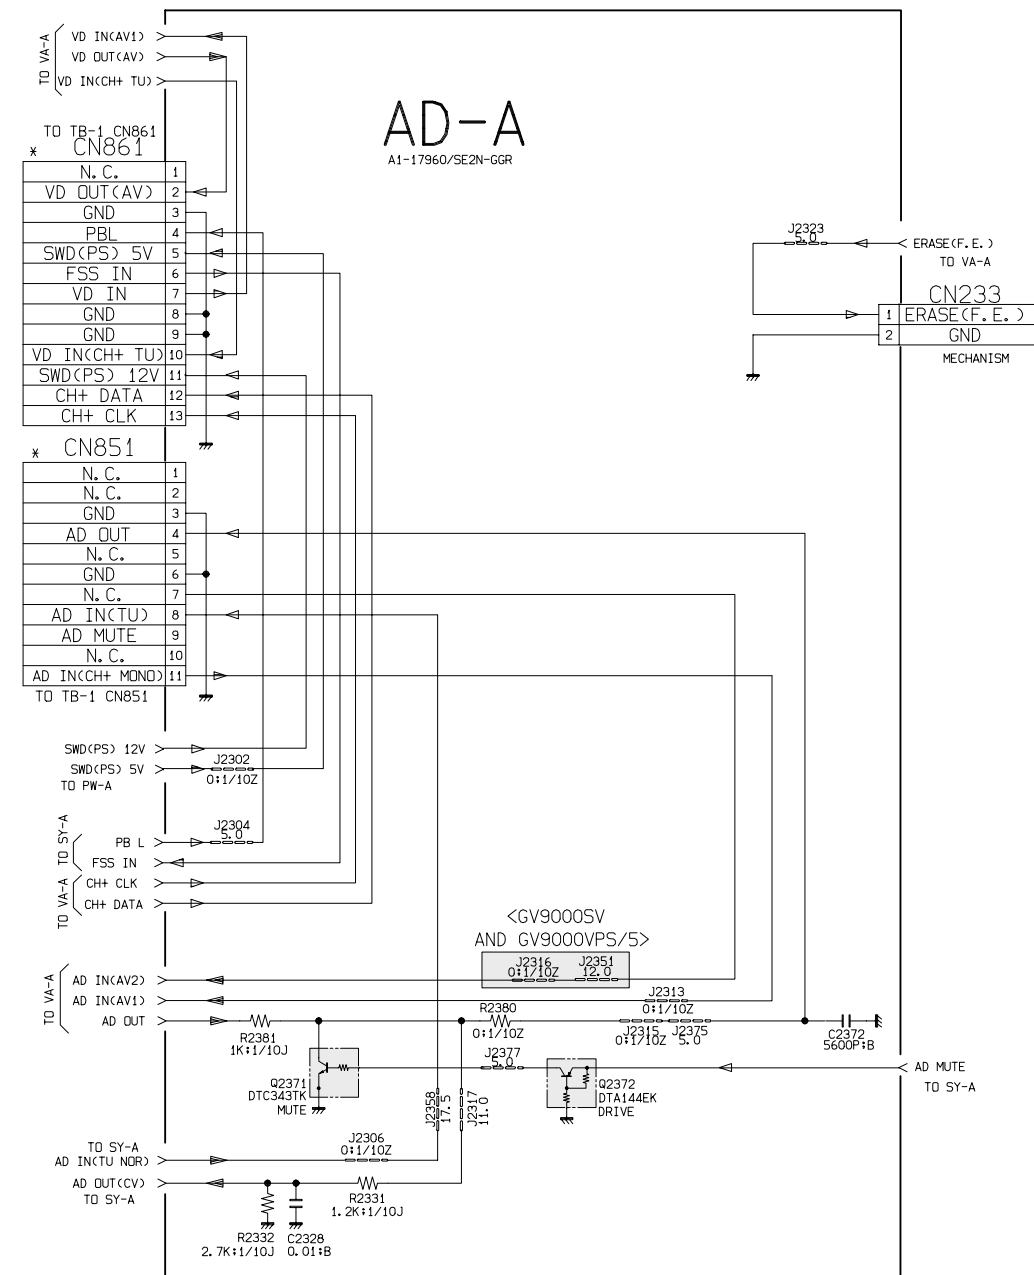 VD IN(AV1)
VD OUT(AV)
VD IN(CH+ TU)
TO VA-A
AD-A
A1-17960/SE2N-GGR
TO TB-1 CN861
* CN861
N.C. 1
VD OUT(AV) 2
GND 3
PBL 4
SWD(PS) 5V 5
FSS IN 6
VD IN 7
GND 8
GND 9
VD IN(CH+ TU) 10
SWD(PS) 12V 11
CH+ DATA 12
CH+ CLK 13
J2323
5.0
ERASE(F.E.)
TO VA-A
CN233
1 ERASE(F.E.)
2 GND
MECHANISM
* CN851
N.C. 1
N.C. 2
GND 3
AD OUT 4
N.C. 5
GND 6
N.C. 7
AD IN(TU) 8
AD MUTE 9
N.C. 10
AD IN(CH+ MONO) 11
TO TB-1 CN851
SWD(PS) 12V
SWD(PS) 5V
TO PW-A
J2302
0:1/10Z
J2304
5.0
TO SY-A
PB L
FSS IN
TO VA-A
CH+ CLK
CH+ DATA
<GV9000SV
AND GV9000VPS/5>
J2316
0:1/10Z
J2351
12.0
TO VA-A
AD IN(AV2)
AD IN(AV1)
AD OUT
J2313
0:1/10Z
R2380
0:1/10Z
R2381
1K:1/10J
J2315
0:1/10Z
J2375
5.0
C2372
5600P:B
J2377
5.0
Q2371
DTC343TK
MUTE
Q2372
DTA144EK
DRIVE
AD MUTE
TO SY-A
J2358
17.5
J2317
11.0
J2306
0:1/10Z
TO SY-A
AD IN(TU NOR)
AD OUT(CV)
TO SY-A
R2331
1.2K:1/10J
R2332
2.7K:1/10J
C2328
0.01:B